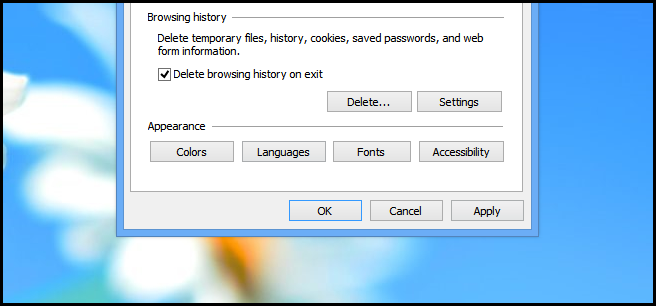 Browsing history
Delete temporary files, history, cookies, saved passwords, and web
form information.
Delete browsing history on exit
Delete... Settings
Appearance
Colors Languages Fonts Accessibility
OK Cancel Apply